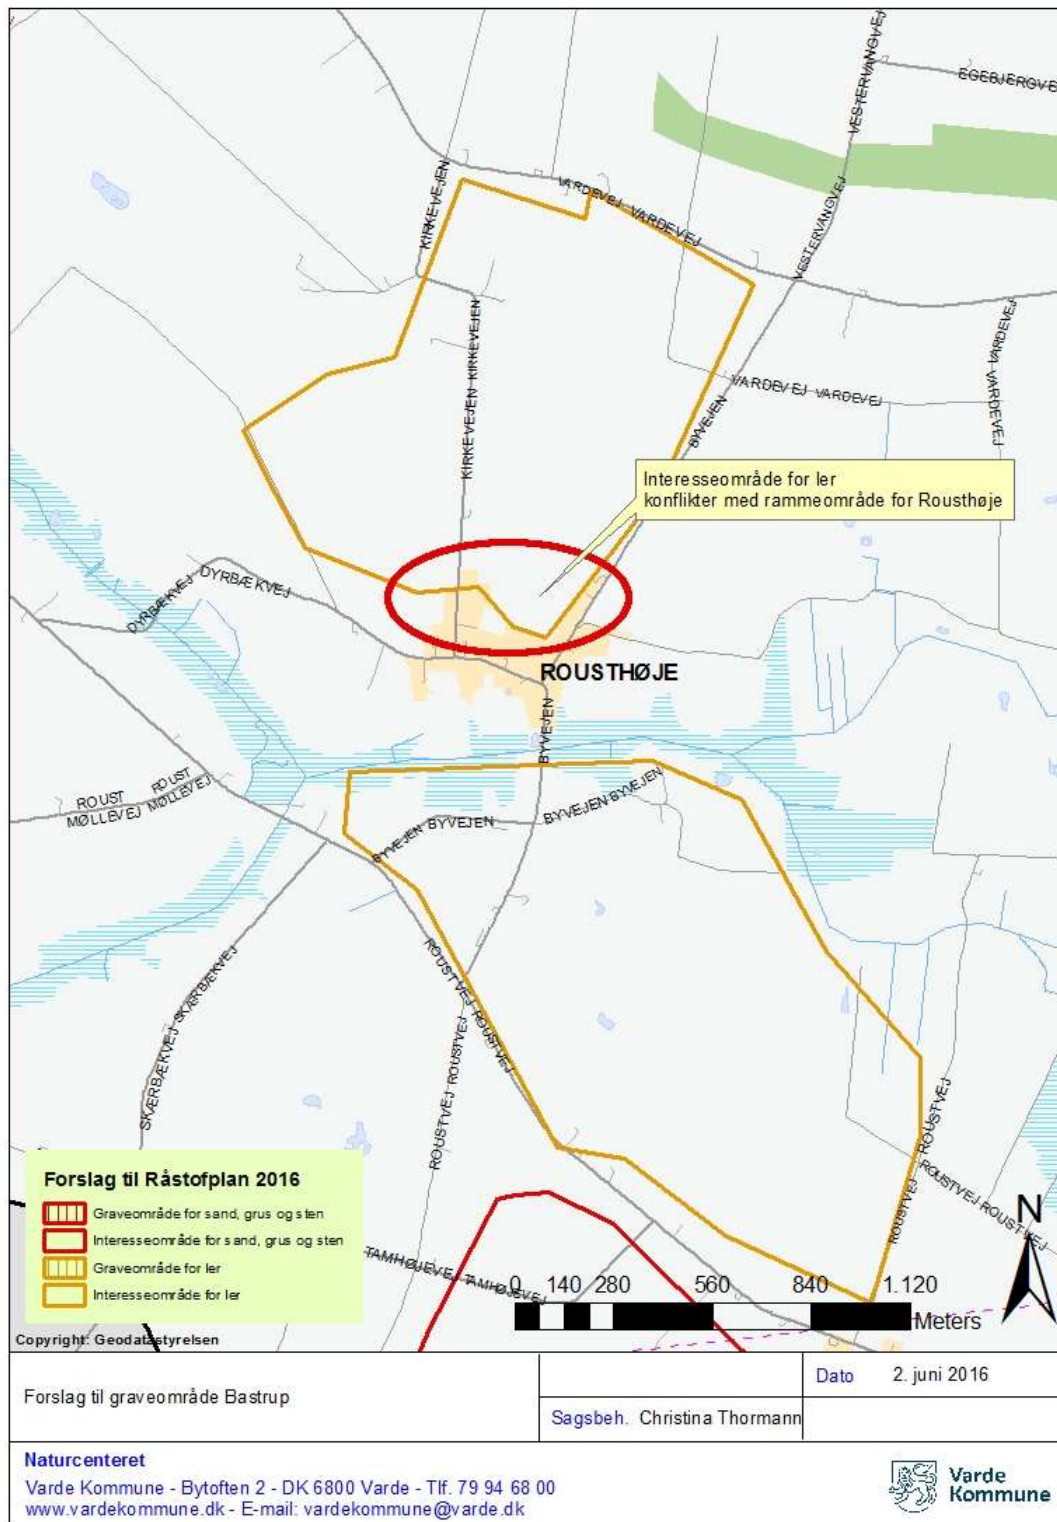 EGEBJERGVE
VESTERVANGVEJ
VESTERVANGVEJ
KIRKEVEJEN
VARDEVEJ VARDEVEJ
KIRKEVEJEN KIRKEVEJEN
VARDEVEJ VARDEVEJ
VARDEVEJ VARDEVEJ
BYVEJEN
Interesseområde for ler
konflikter med rammeområde for Rousthøje
DYRBÆKVEJ DYRBÆKVEJ
ROUSTHØJE
BYVEJEN
ROUST ROUST
MØLLEVEJ MØLLEVEJ
BYVEJEN BYVEJEN
BYVEJEN BYVEJEN
SKÆRBÆKVEJ SKÆRBÆKVEJ
ROUSTVEJ ROUSTVEJ
ROUSTVEJ ROUSTVEJ
ROUSTVEJ ROUSTVEJ
ROUSTVEJ ROUSTVEJ
TAMHØJEVEJ TAMHØJEVEJ
Forslag til Råstofplan 2016
Graveområde for sand, grus og sten
Interesseområde for sand, grus og sten
Graveområde for ler
Interesseområde for ler
N
0 140 280 560 840 1.120
Meters
Copyright: Geodatastyrelsen
Forslag til graveområde Bastrup
Dato 2. juni 2016
Sagsbeh. Christina Thormann
Naturcenteret
Varde Kommune - Bytoften 2 - DK 6800 Varde - Tlf. 79 94 68 00
www.vardekommune.dk - E-mail: vardekommune@varde.dk
Varde
Kommune